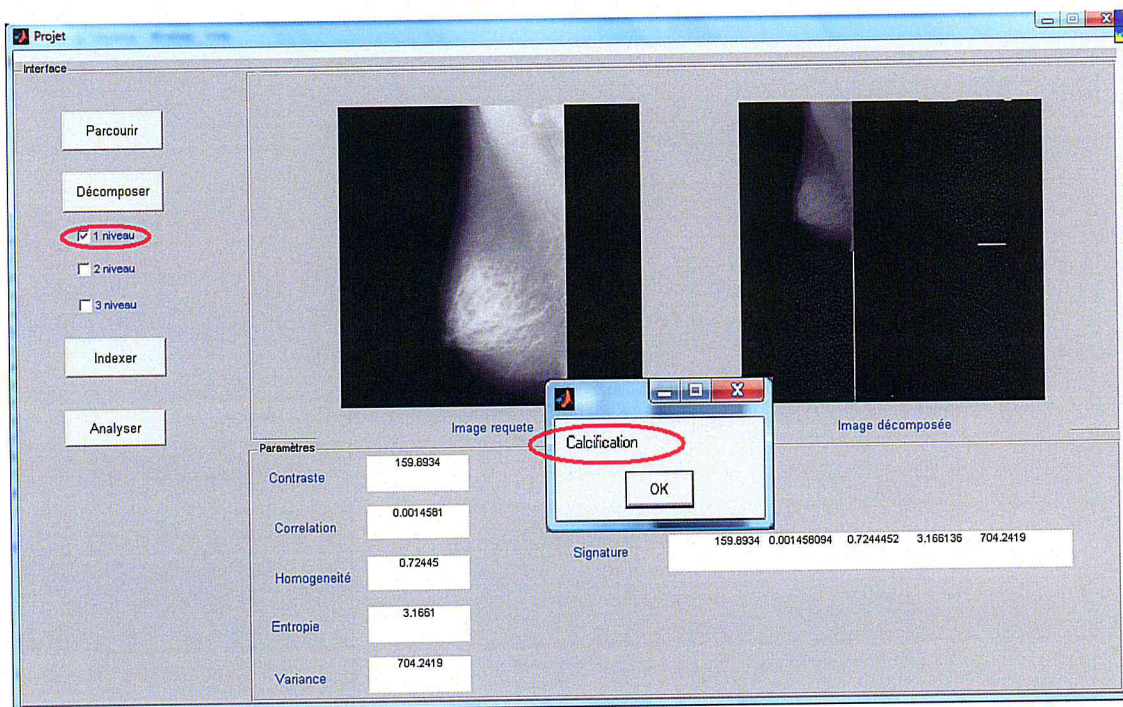 Projet
Interface
Parcourir
Décomposer
1 niveau
2 niveau
3 niveau
Indexer
Analyser
Image requete
Image décomposée
Calcification
OK
Paramètres
Contraste
159.8934
Correlation
0.0014581
Homogeneité
0.72445
Entropie
3.1661
Variance
704.2419
Signature
159.8934 0.001458094 0.7244452 3.166136 704.2419